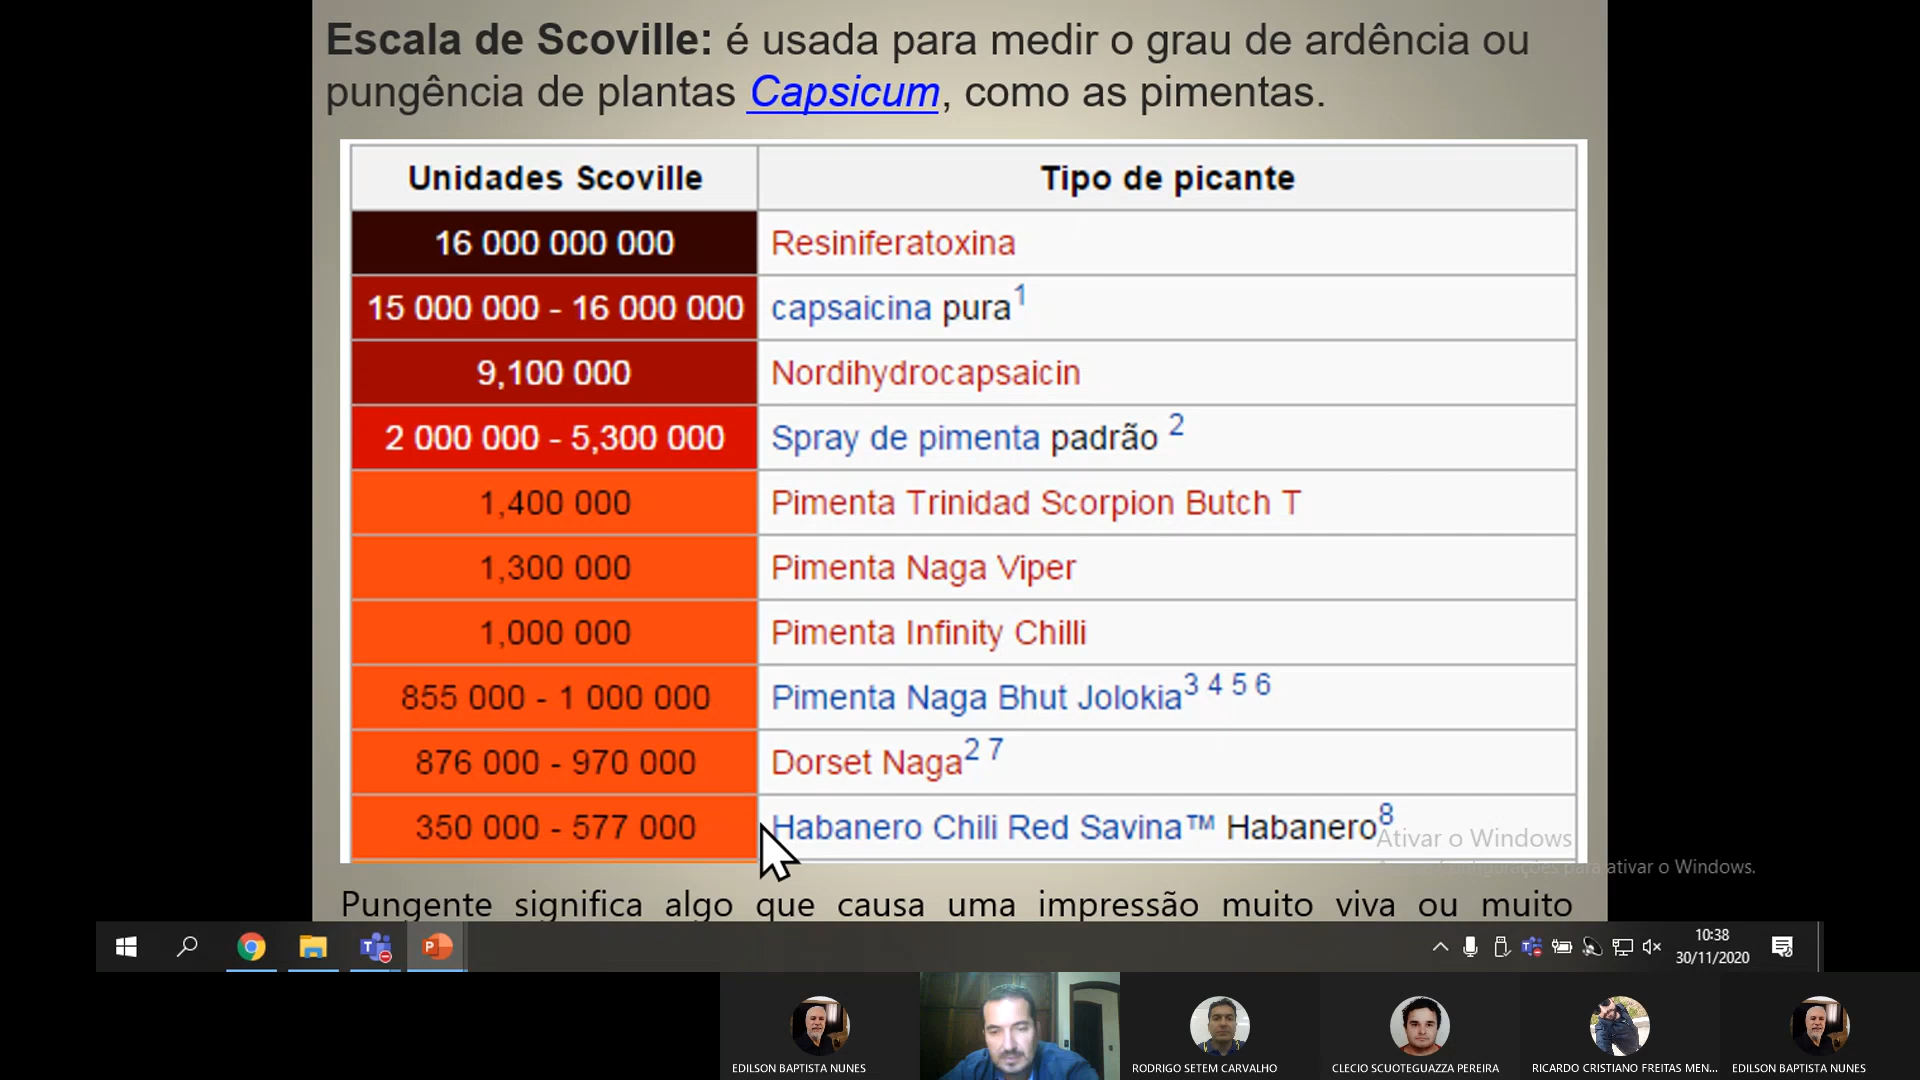 Escala de Scoville: é usada para medir o grau de ardência ou
pungência de plantas Capsicum, como as pimentas.
Unidades Scoville Tipo de picante
16 000 000 000 Resiniferatoxina
15 000 000 - 16 000 000 capsaicina pura1
9,100 000 Nordihydrocapsaicin
2 000 000 - 5,300 000 Spray de pimenta padrão 2
1,400 000 Pimenta Trinidad Scorpion Butch T
1,300 000 Pimenta Naga Viper
1,000 000 Pimenta Infinity Chilli
855 000 - 1 000 000 Pimenta Naga Bhut Jolokia3 4 5 6
876 000 - 970 000 Dorset Naga2 7
350 000 - 577 000 Habanero Chili Red Savina™ Habanero8
Ativar o Windows
para ativar o Windows.
Pungente significa algo que causa uma impressão muito viva ou muito
10:38
30/11/2020
EDILSON BAPTISTA NUNES
RODRIGO SETEM CARVALHO
CLECIO SCUOTEGUAZZA PEREIRA
RICARDO CRISTIANO FREITAS MEN...
EDILSON BAPTISTA NUNES